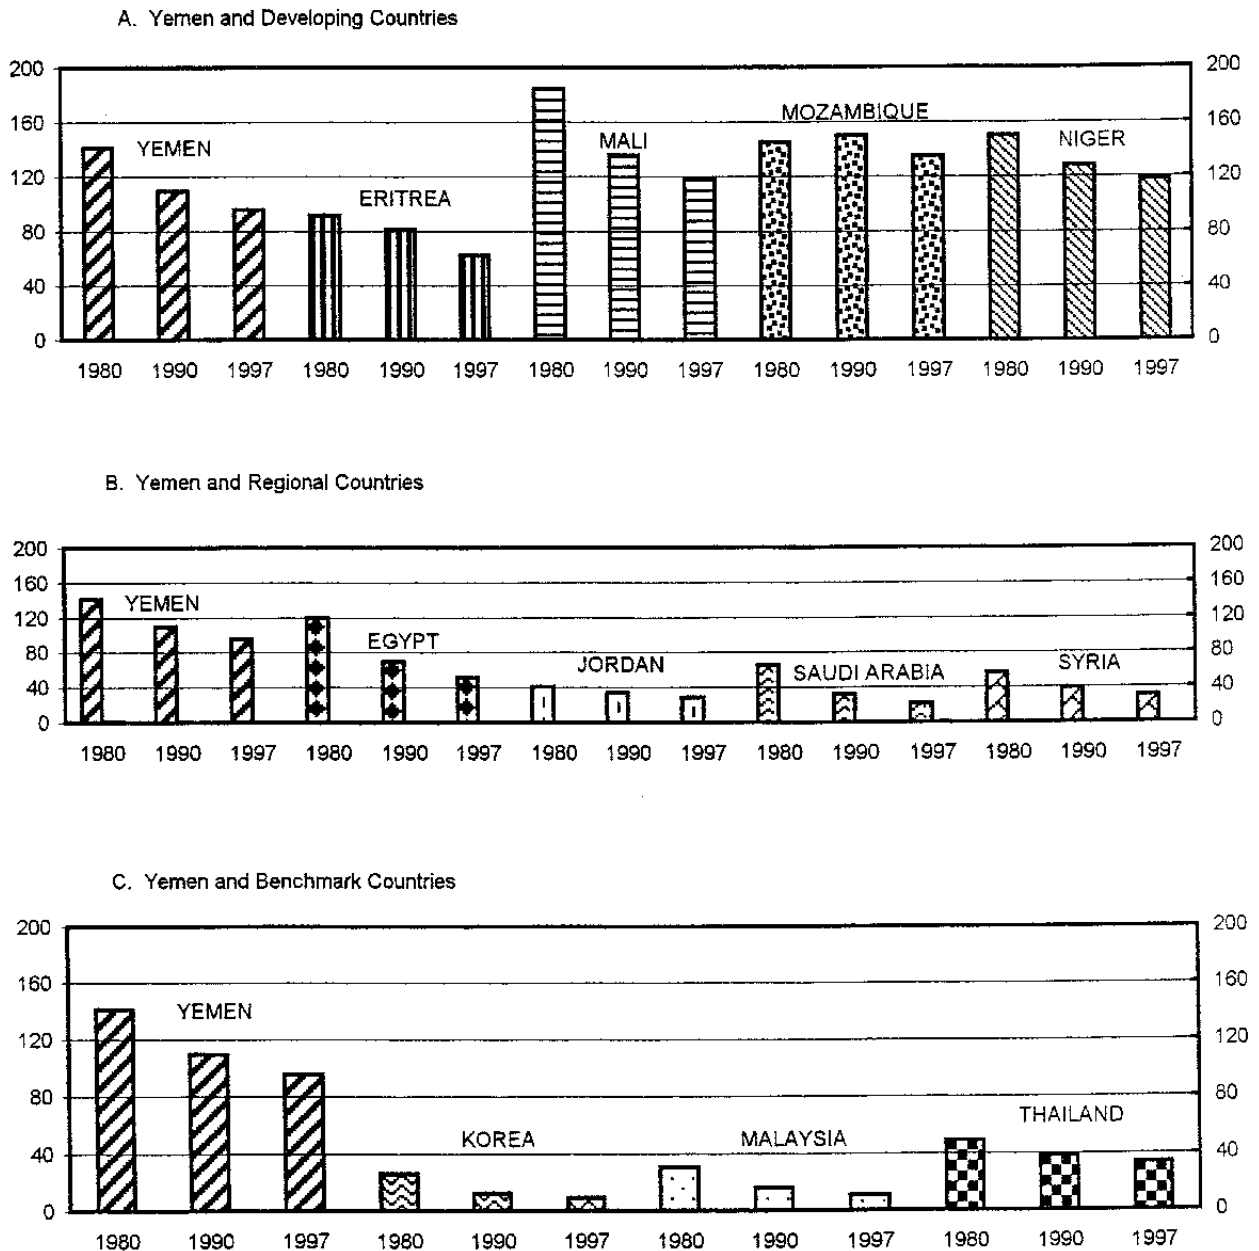 A. Yemen and Developing Countries
200 200
160 MOZAMBIQUE 160
YEMEN MALI NIGER
120 120
ERITREA
80 80
40 40
0 0
1980 1990 1997 1980 1990 1997 1980 1990 1997 1980 1990 1997 1980 1990 1997
B. Yemen and Regional Countries
200 200
160 160
YEMEN
120 120
EGYPT
80 JORDAN SAUDI ARABIA SYRIA 80
40 40
0 0
1980 1990 1997 1980 1990 1997 1980 1990 1997 1980 1990 1997 1980 1990 1997
C. Yemen and Benchmark Countries
200 200
160 160
YEMEN
120 120
80 80
THAILAND
KOREA MALAYSIA
40 40
0 0
1980 1990 1997 1980 1990 1997 1980 1990 1997 1980 1990 1997